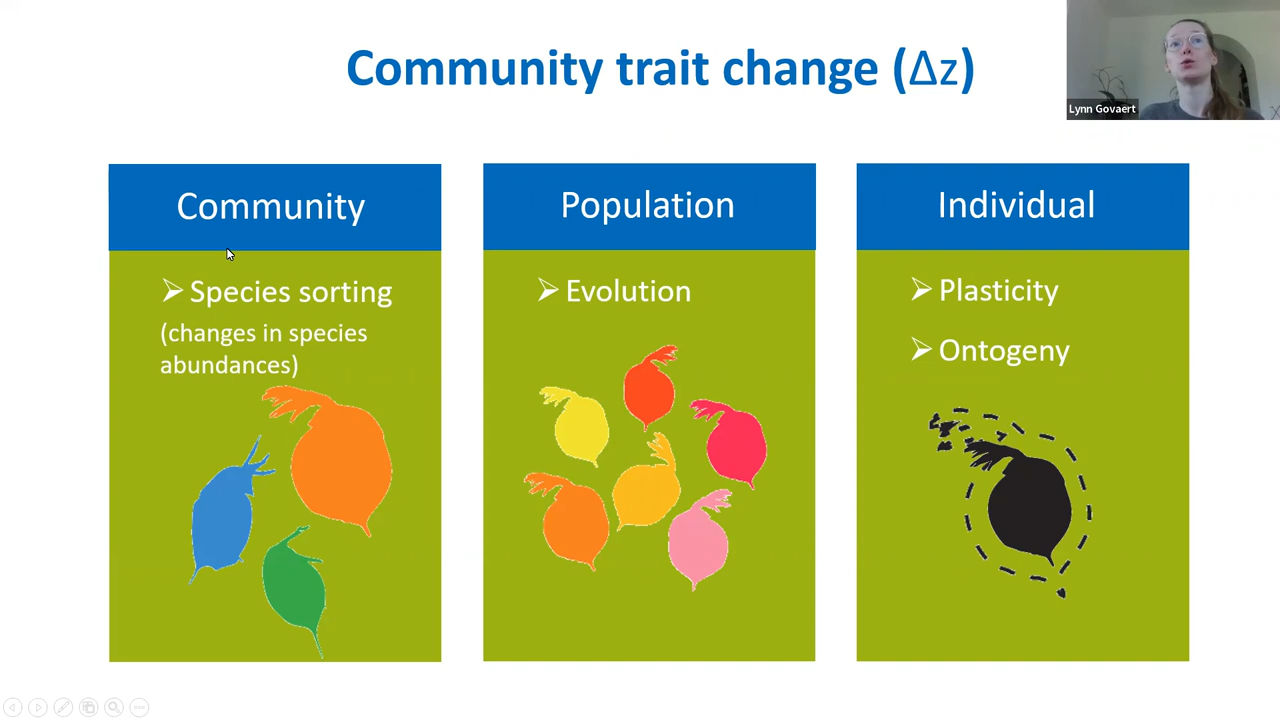 Community trait change (Δz)
Lynn Govaert
Community
Population
Individual
➢ Species sorting
(changes in species
abundances)
➢ Evolution
➢ Plasticity
➢ Ontogeny